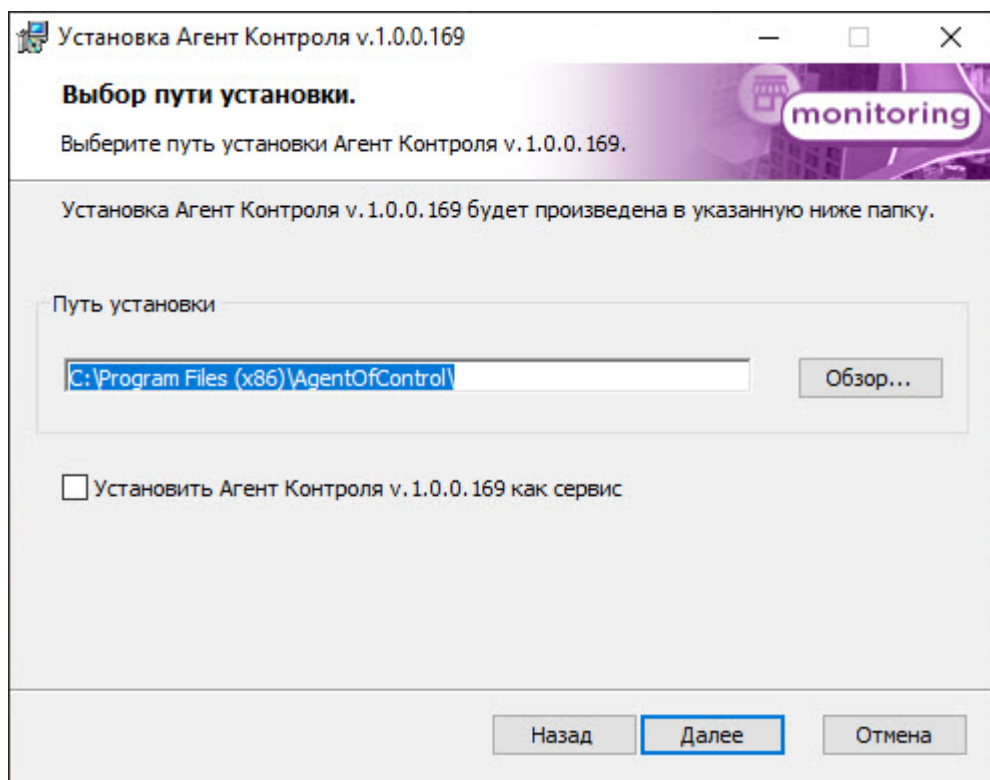 Установка Агент Контроля v.1.0.0.169
Выбор пути установки.
monitoring
Выберите путь установки Агент Контроля v.1.0.0.169.
Установка Агент Контроля v.1.0.0.169 будет произведена в указанную ниже папку.
Путь установки
C:\Program Files (x86)\AgentOfControl\
Обзор...
Установить Агент Контроля v.1.0.0.169 как сервис
Назад
Далее
Отмена